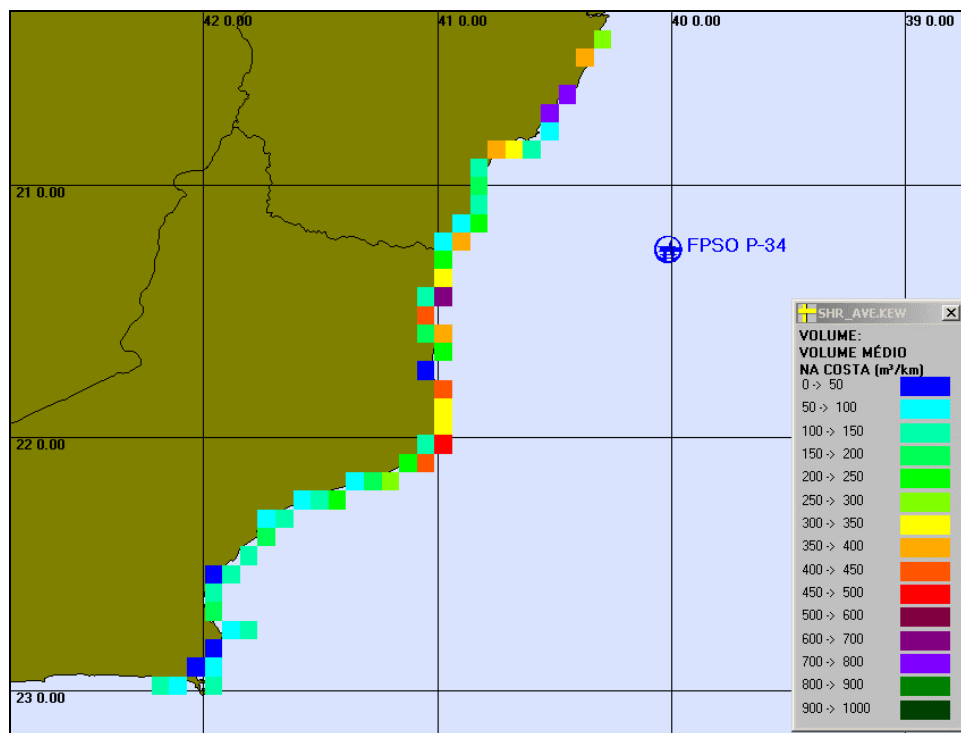 42 0.00
41 0.00
40 0.00
39 0.00
21 0.00
FPSO P-34
22 0.00
23 0.00
SHR_AVE.KEW
VOLUME:
VOLUME MÉDIO
NA COSTA (m³/km)
0 -> 50
50 -> 100
100 -> 150
150 -> 200
200 -> 250
250 -> 300
300 -> 350
350 -> 400
400 -> 450
450 -> 500
500 -> 600
600 -> 700
700 -> 800
800 -> 900
900 -> 1000